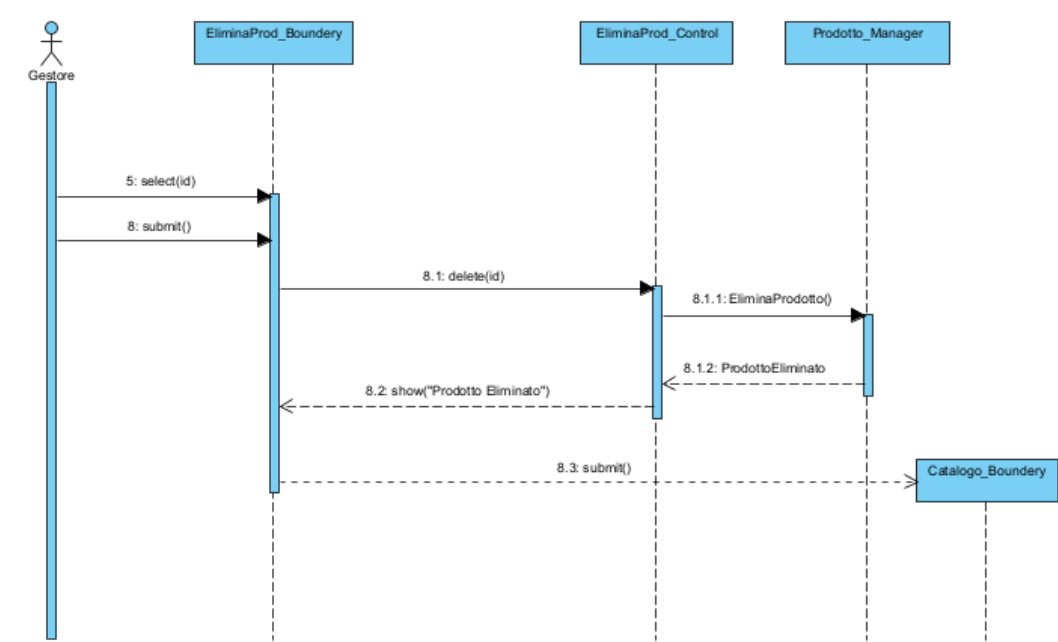 EliminaProd_Boundery
EliminaProd_Control
Prodotto_Manager
Gestore
5: select(id)
8: submit()
8.1: delete(id)
8.1.1: EliminaProdotto()
8.1.2: ProdottoEliminato
8.2: show("Prodotto Eliminato")
8.3: submit()
Catalogo_Boundery